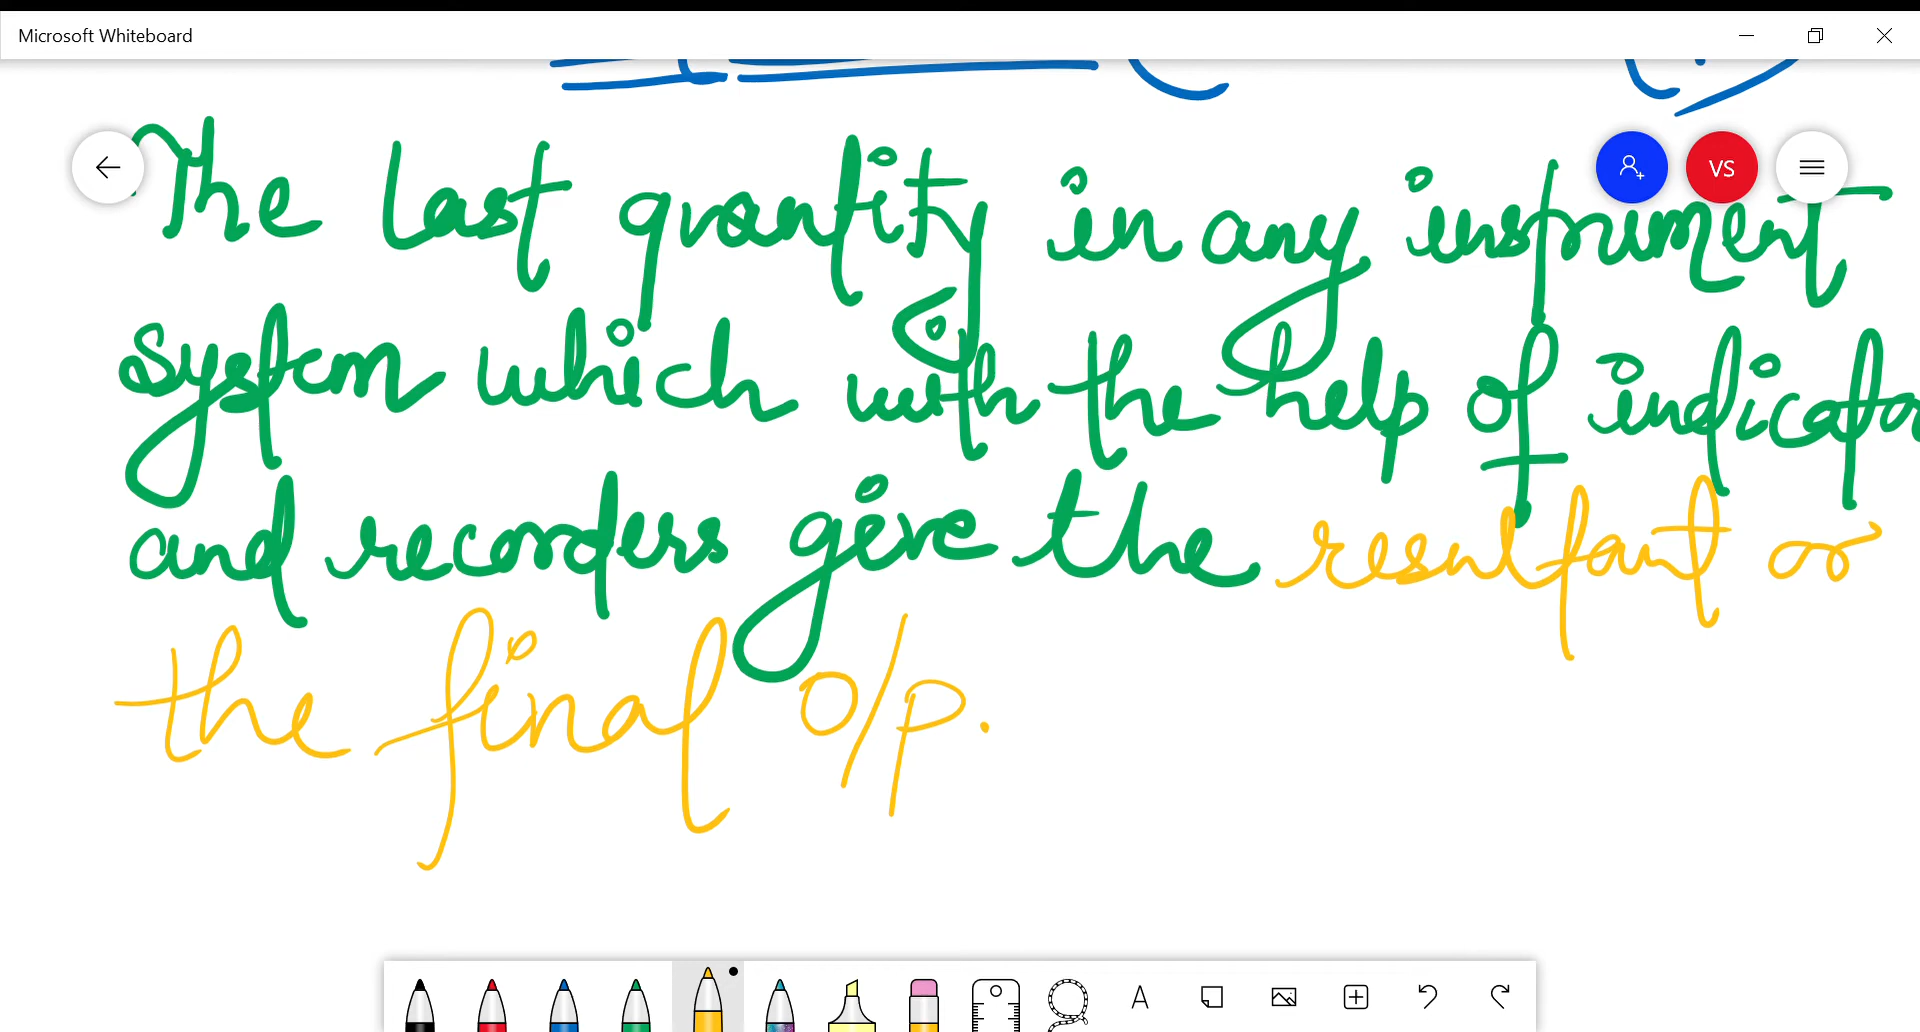 Microsoft Whiteboard
The last quantity in any instrument
VS
system which with the help of indicator
and recorders give the resultant or
the final o/p.
A